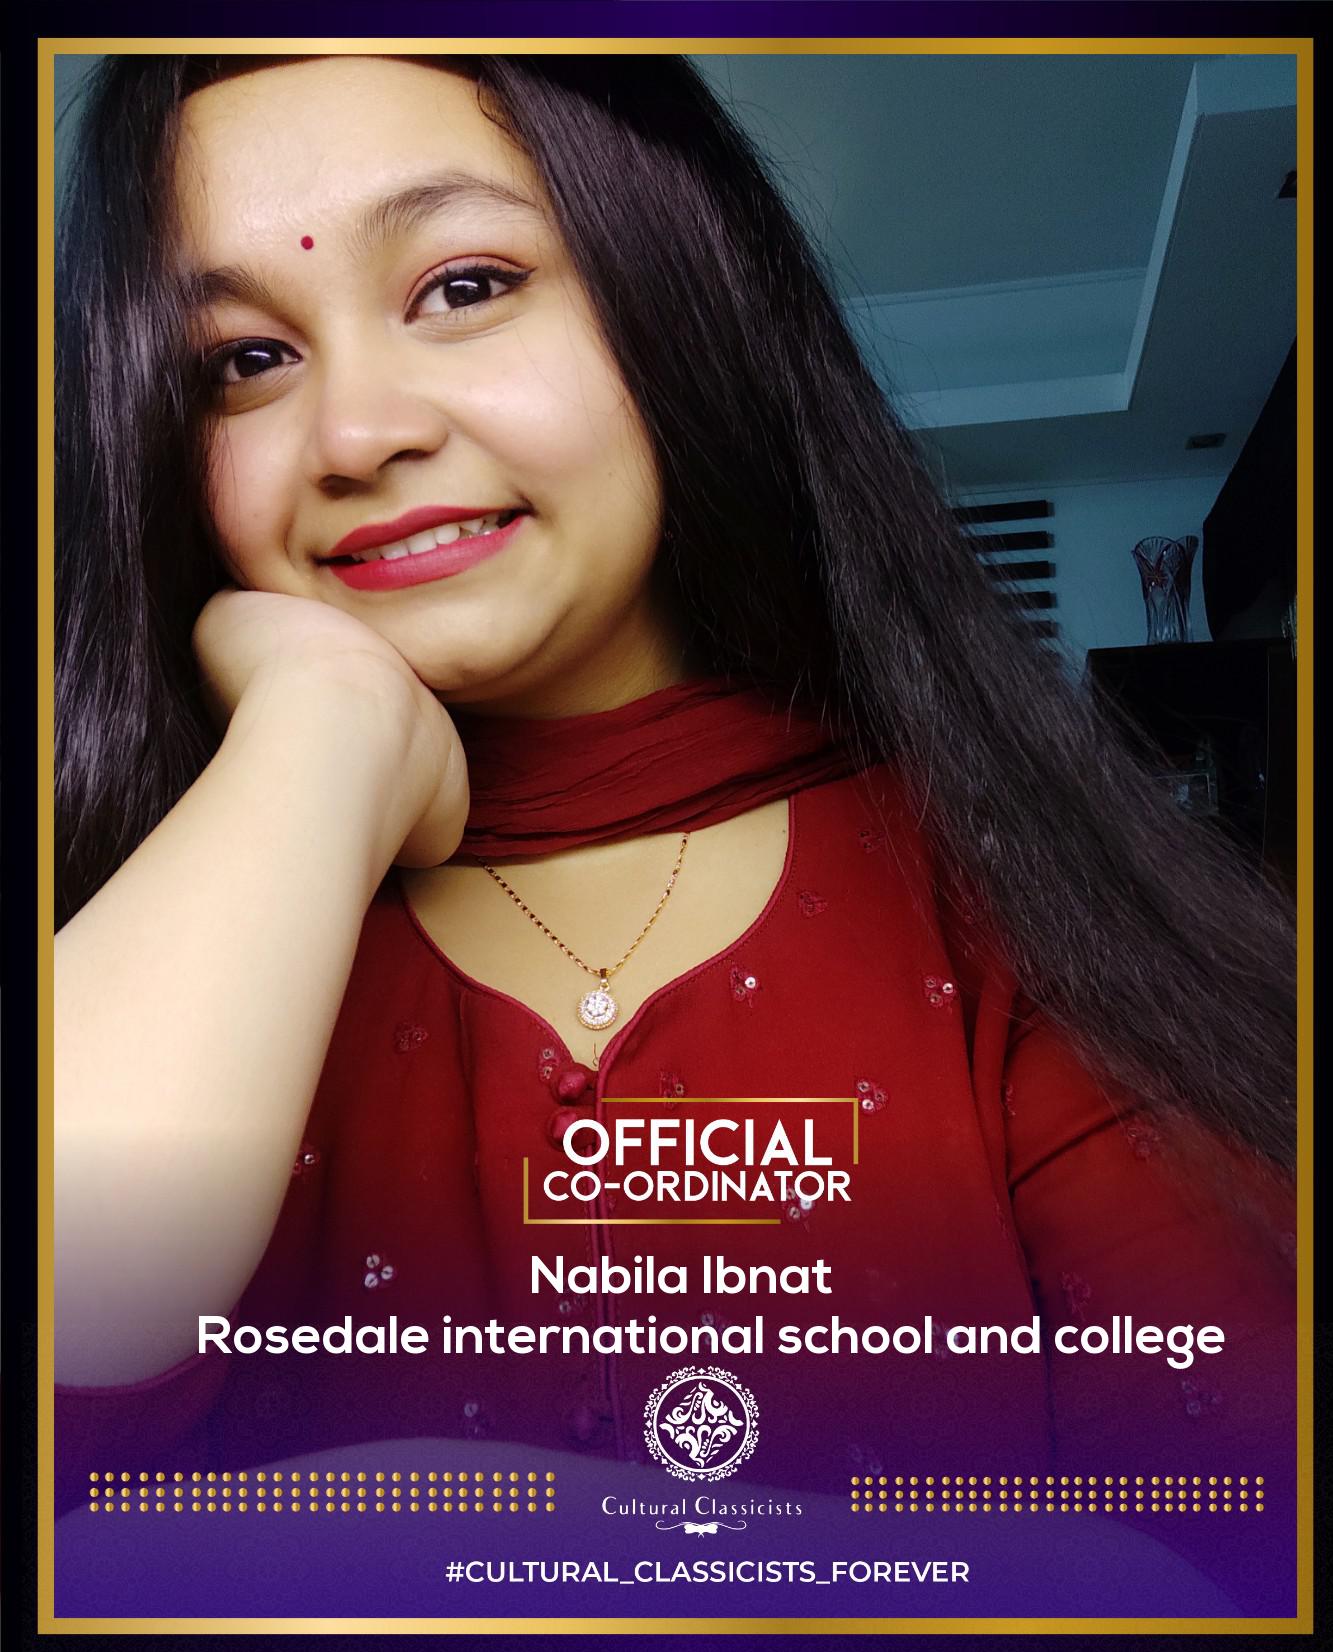 OFFICIAL
CO-ORDINATOR
Nabila Ibnat
Rosedale international school and college
Cultural Classicists
#CULTURAL_CLASSICISTS_FOREVER